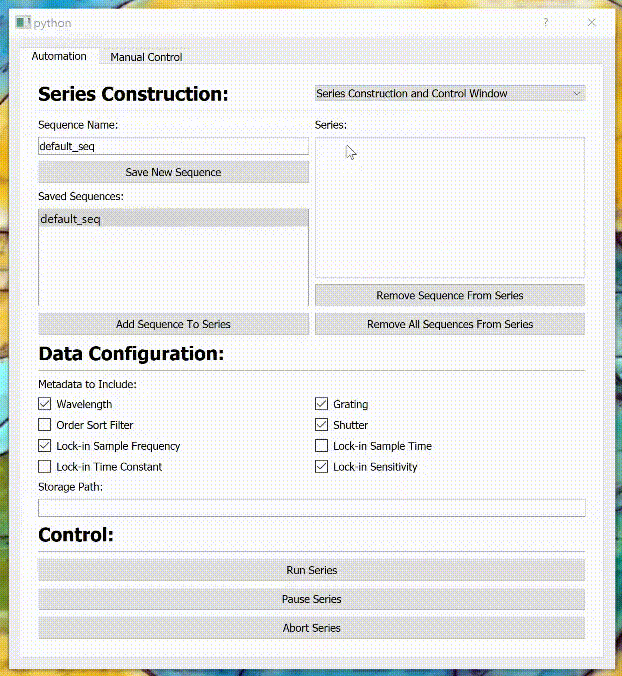 python
Automation Manual Control
Series Construction: Series Construction and Control Window
Sequence Name: Series:
default_seq
Save New Sequence
Saved Sequences:
default_seq
Remove Sequence From Series
Add Sequence To Series Remove All Sequences From Series
Data Configuration:
Metadata to Include:
Wavelength Grating
Order Sort Filter Shutter
Lock-in Sample Frequency Lock-in Sample Time
Lock-in Time Constant Lock-in Sensitivity
Storage Path:
Control:
Run Series
Pause Series
Abort Series